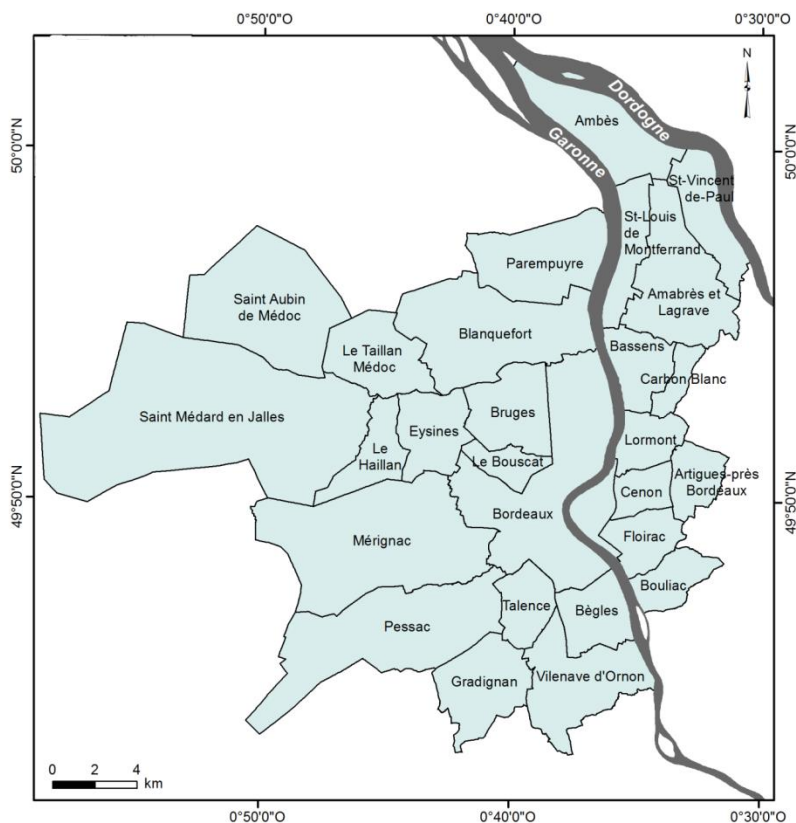 0°50'0"O
0°40'0"O
0°30'0"O
N
Dordogne
Ambès
50°0'0"N
50°0'0"N
Garonne
St-Vincent
de-Paul
St-Louis
de
Montferrand
Parempuyre
Saint Aubin
de Médoc
Amabrès et
Lagrave
Blanquefort
Le Taillan
Médoc
Bassens
Carbon Blanc
Saint Médard en Jalles
Bruges
Eysines
Lormont
Le
Haillan
Le Bouscat
Artigues-près
Bordeaux
Cenon
49°50'0"N
49°50'0"N
Bordeaux
Mérignac
Floirac
Bouliac
Talence
Bègles
Pessac
Gradignan
Vilenave d'Ornon
0 2 4
km
0°50'0"O
0°40'0"O
0°30'0"O